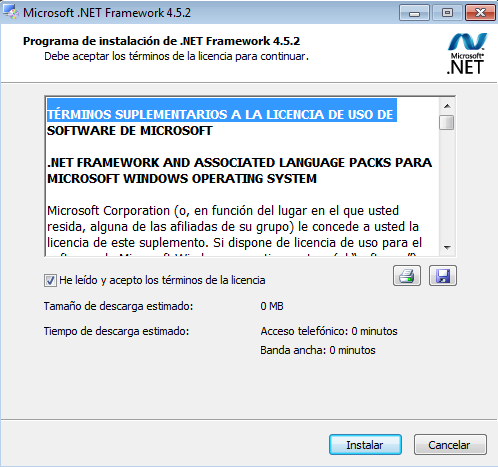 Microsoft .NET Framework 4.5.2
Programa de instalación de .NET Framework 4.5.2
Debe aceptar los términos de la licencia para continuar.
Microsoft®
.NET
TÉRMINOS SUPLEMENTARIOS A LA LICENCIA DE USO DE
SOFTWARE DE MICROSOFT
.NET FRAMEWORK AND ASSOCIATED LANGUAGE PACKS PARA
MICROSOFT WINDOWS OPERATING SYSTEM
Microsoft Corporation (o, en función del lugar en el que usted
resida, alguna de las afiliadas de su grupo) le concede a usted la
licencia de este suplemento. Si dispone de licencia de uso para el
He leído y acepto los términos de la licencia
Tamaño de descarga estimado: 0 MB
Tiempo de descarga estimado: Acceso telefónico: 0 minutos
Banda ancha: 0 minutos
Instalar
Cancelar